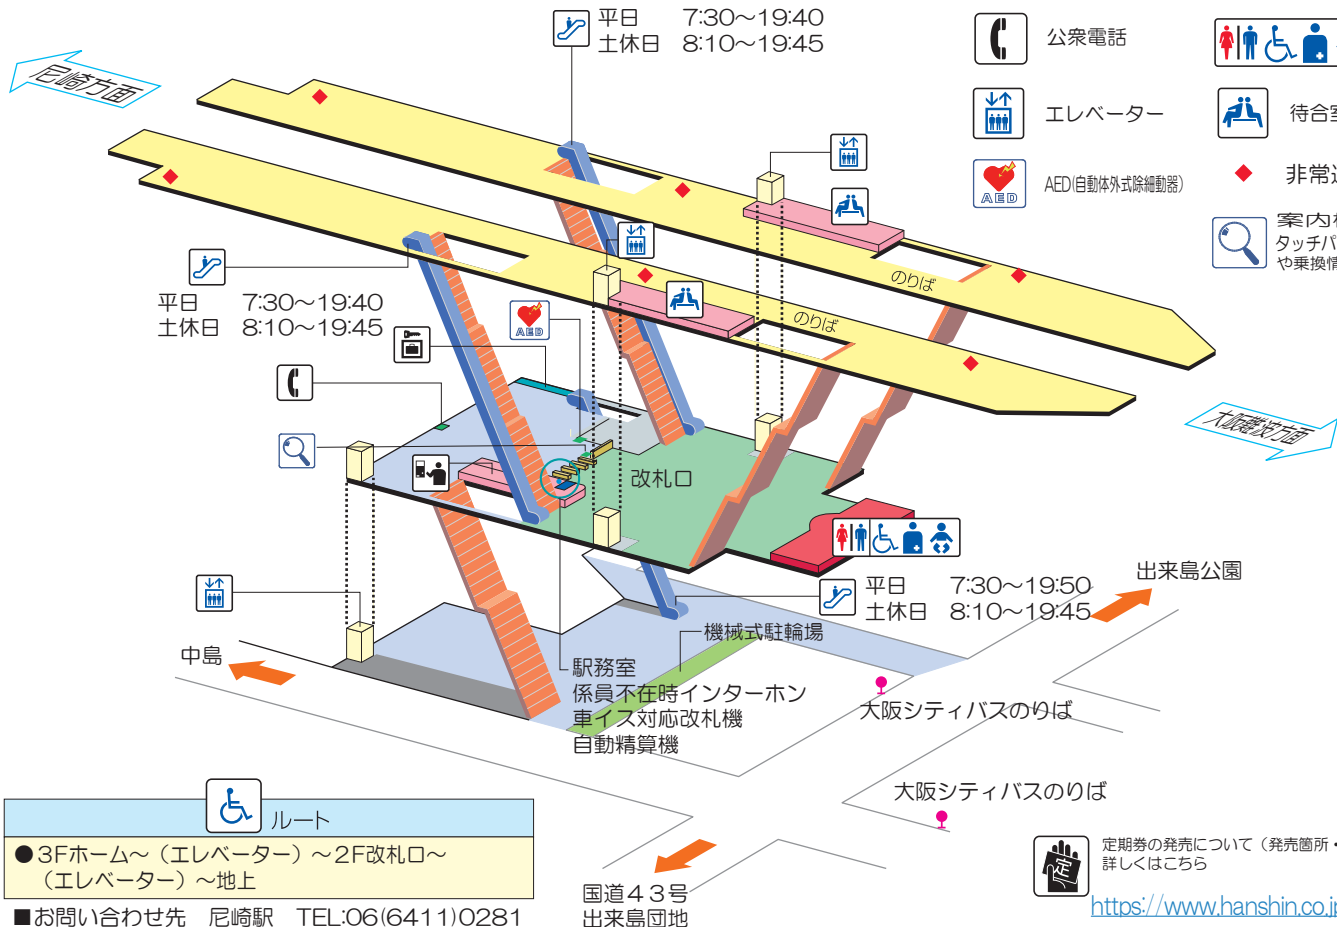 平日 7:30～19:40
土休日 8:10～19:45
公衆電話
尼崎方面
エレベーター
待合室
AED(自動体外式除細動器)
AED
非常通
案内板
タッチパ
や乗換情
平日 7:30～19:40
土休日 8:10～19:45
AED
のりば
のりば
大阪難波方面
改札口
平日 7:30～19:50
土休日 8:10～19:45
出来島公園
中島
機械式駐輪場
駅務室
係員不在時インターホン
車イス対応改札機
自動精算機
大阪シティバスのりば
大阪シティバスのりば
ルート
●3Fホーム～（エレベーター）～2F改札口～
（エレベーター）～地上
■お問い合わせ先 尼崎駅 TEL:06(6411)0281
国道43号
出来島団地
定
定期券の発売について（発売箇所・
詳しくはこちら
https://www.hanshin.co.jp